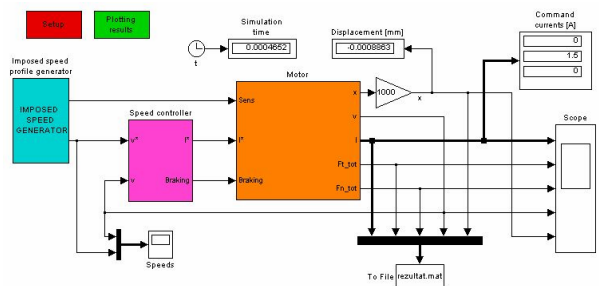 Setup
Plotting
results
Simulation
time
0.0004652
t
Displacement [mm]
-0.0008863
Command
currents [A]
0
1.5
0
Imposed speed
profile generator
IMPOSED
SPEED
GENERATOR
Speed controller
v*
I*
v
Braking
Motor
Sens
I*
Braking
x
v
I
Ft_tot
Fn_tot
1000
x
Scope
Speeds
To File
rezultat.mat